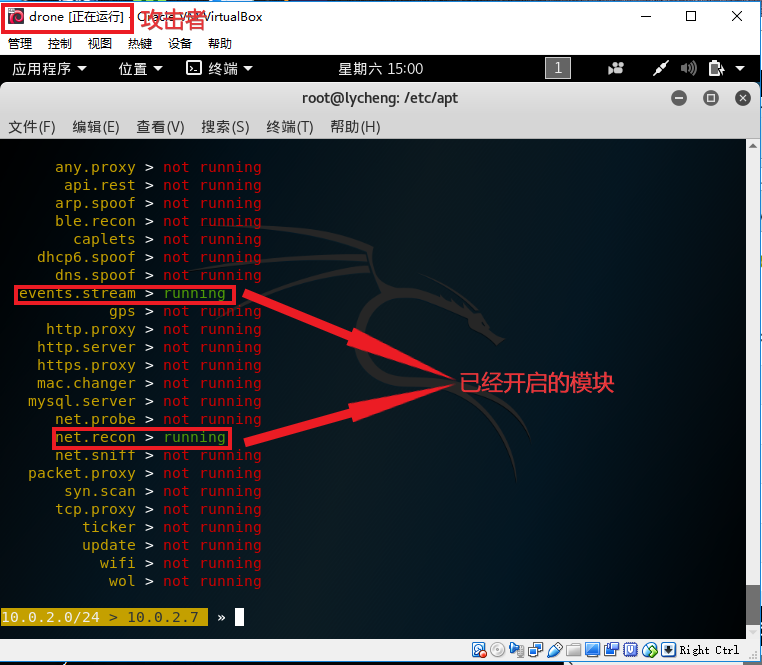 drone [正在运行] - Oracle VM VirtualBox
攻击者
管理 控制 视图 热键 设备 帮助
应用程序 位置 终端 星期六 15:00 1
root@lycheng: /etc/apt
文件(F) 编辑(E) 查看(V) 搜索(S) 终端(T) 帮助(H)
any.proxy > not running
api.rest > not running
arp.spoof > not running
ble.recon > not running
caplets > not running
dhcp6.spoof > not running
dns.spoof > not running
events.stream > running
gps > not running
http.proxy > not running
http.server > not running
https.proxy > not running
mac.changer > not running
已经开启的模块
mysql.server > not running
net.probe > not running
net.recon > running
net.sniff > not running
packet.proxy > not running
syn.scan > not running
tcp.proxy > not running
ticker > not running
update > not running
wifi > not running
wol > not running
10.0.2.0/24 > 10.0.2.7 »
Right Ctrl